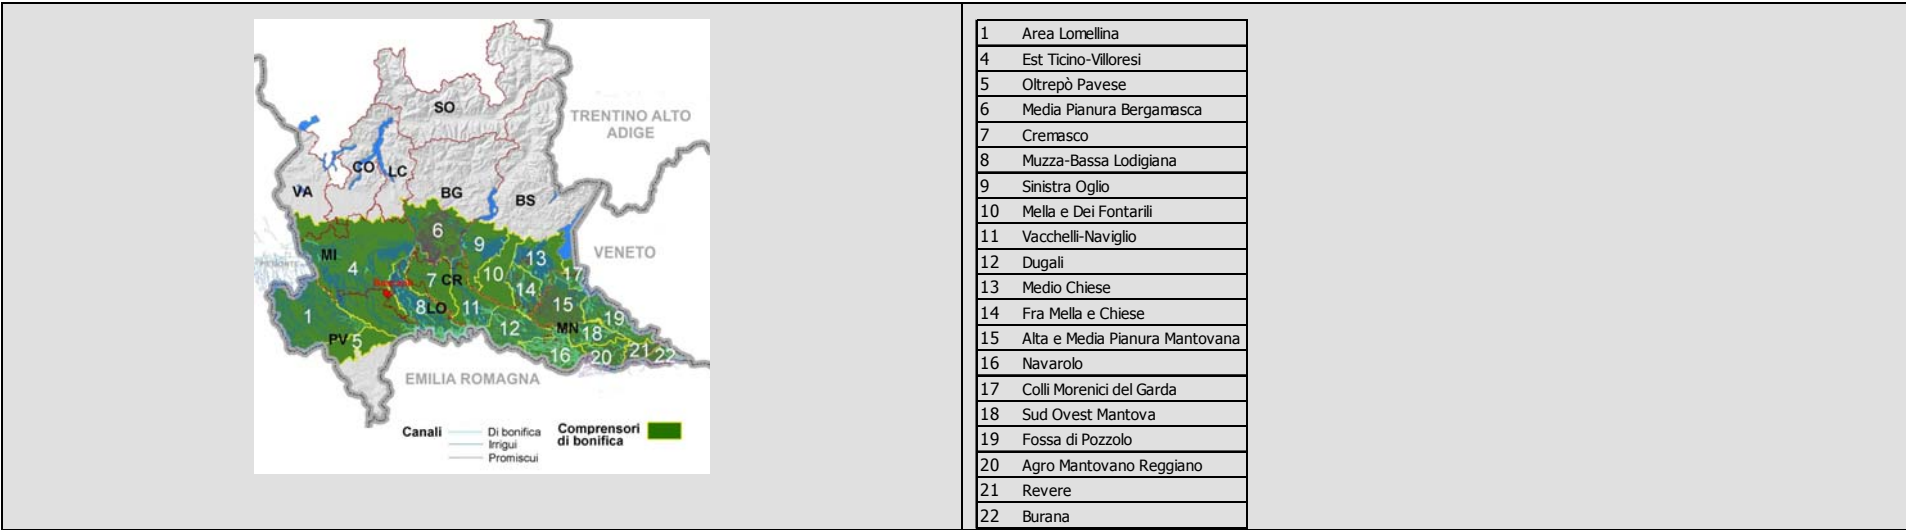 SO
TRENTINO ALTO
ADIGE
CO
LC
VA
BG
BS
6
9
VENETO
MI
13
4
7
CR
10
17
14
8
LO
11
15
1
19
12
MN
18
PV
5
16
20
21
22
EMILIA ROMAGNA
Canali
Di bonifica
Irrigui
Promiscui
Comprensori
di bonifica
1 Area Lomellina
4 Est Ticino-Villoresi
5 Oltrepò Pavese
6 Media Pianura Bergamasca
7 Cremasco
8 Muzza-Bassa Lodigiana
9 Sinistra Oglio
10 Mella e Dei Fontarili
11 Vacchelli-Naviglio
12 Dugali
13 Medio Chiese
14 Fra Mella e Chiese
15 Alta e Media Pianura Mantovana
16 Navarolo
17 Colli Morenici del Garda
18 Sud Ovest Mantova
19 Fossa di Pozzolo
20 Agro Mantovano Reggiano
21 Revere
22 Burana